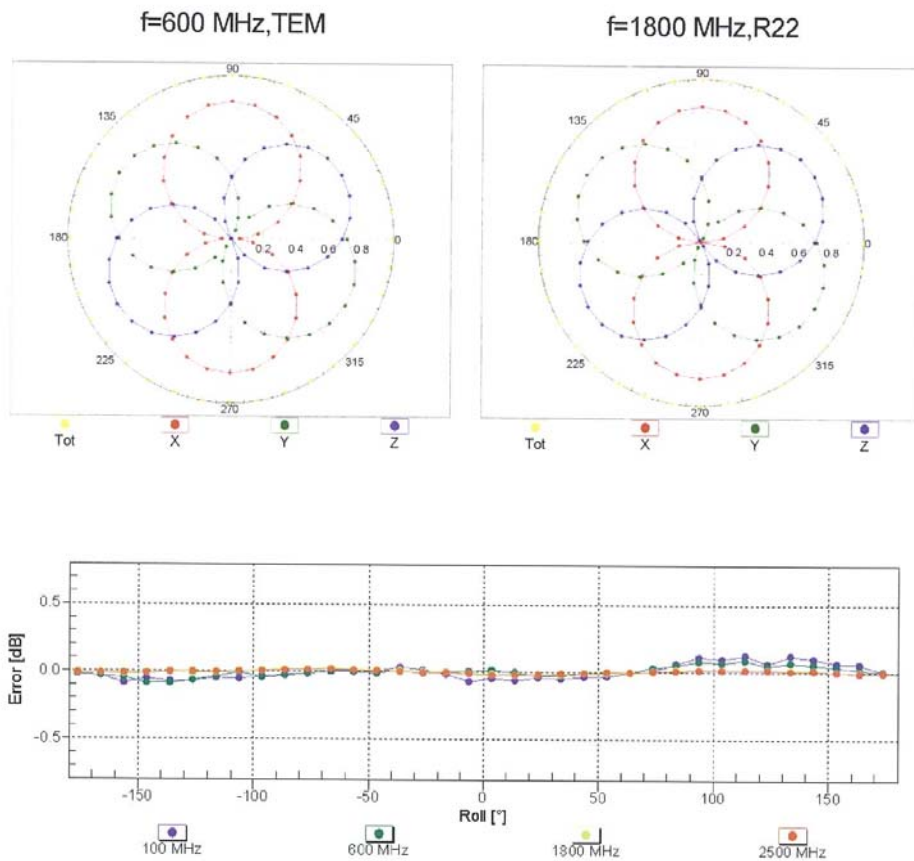 f=600 MHz,TEM
f=1800 MHz,R22
90
135
45
180
0.2 0.4 0.6 0.8
0
225
315
270
Tot X Y Z
90
135
45
180
0.2 0.4 0.6 0.8
0
225
315
270
Tot X Y Z
0.5
0.0
-0.5
Error [dB]
-150 -100 -50 0 50 100 150
Roll [°]
100 MHz 600 MHz 1800 MHz 2500 MHz